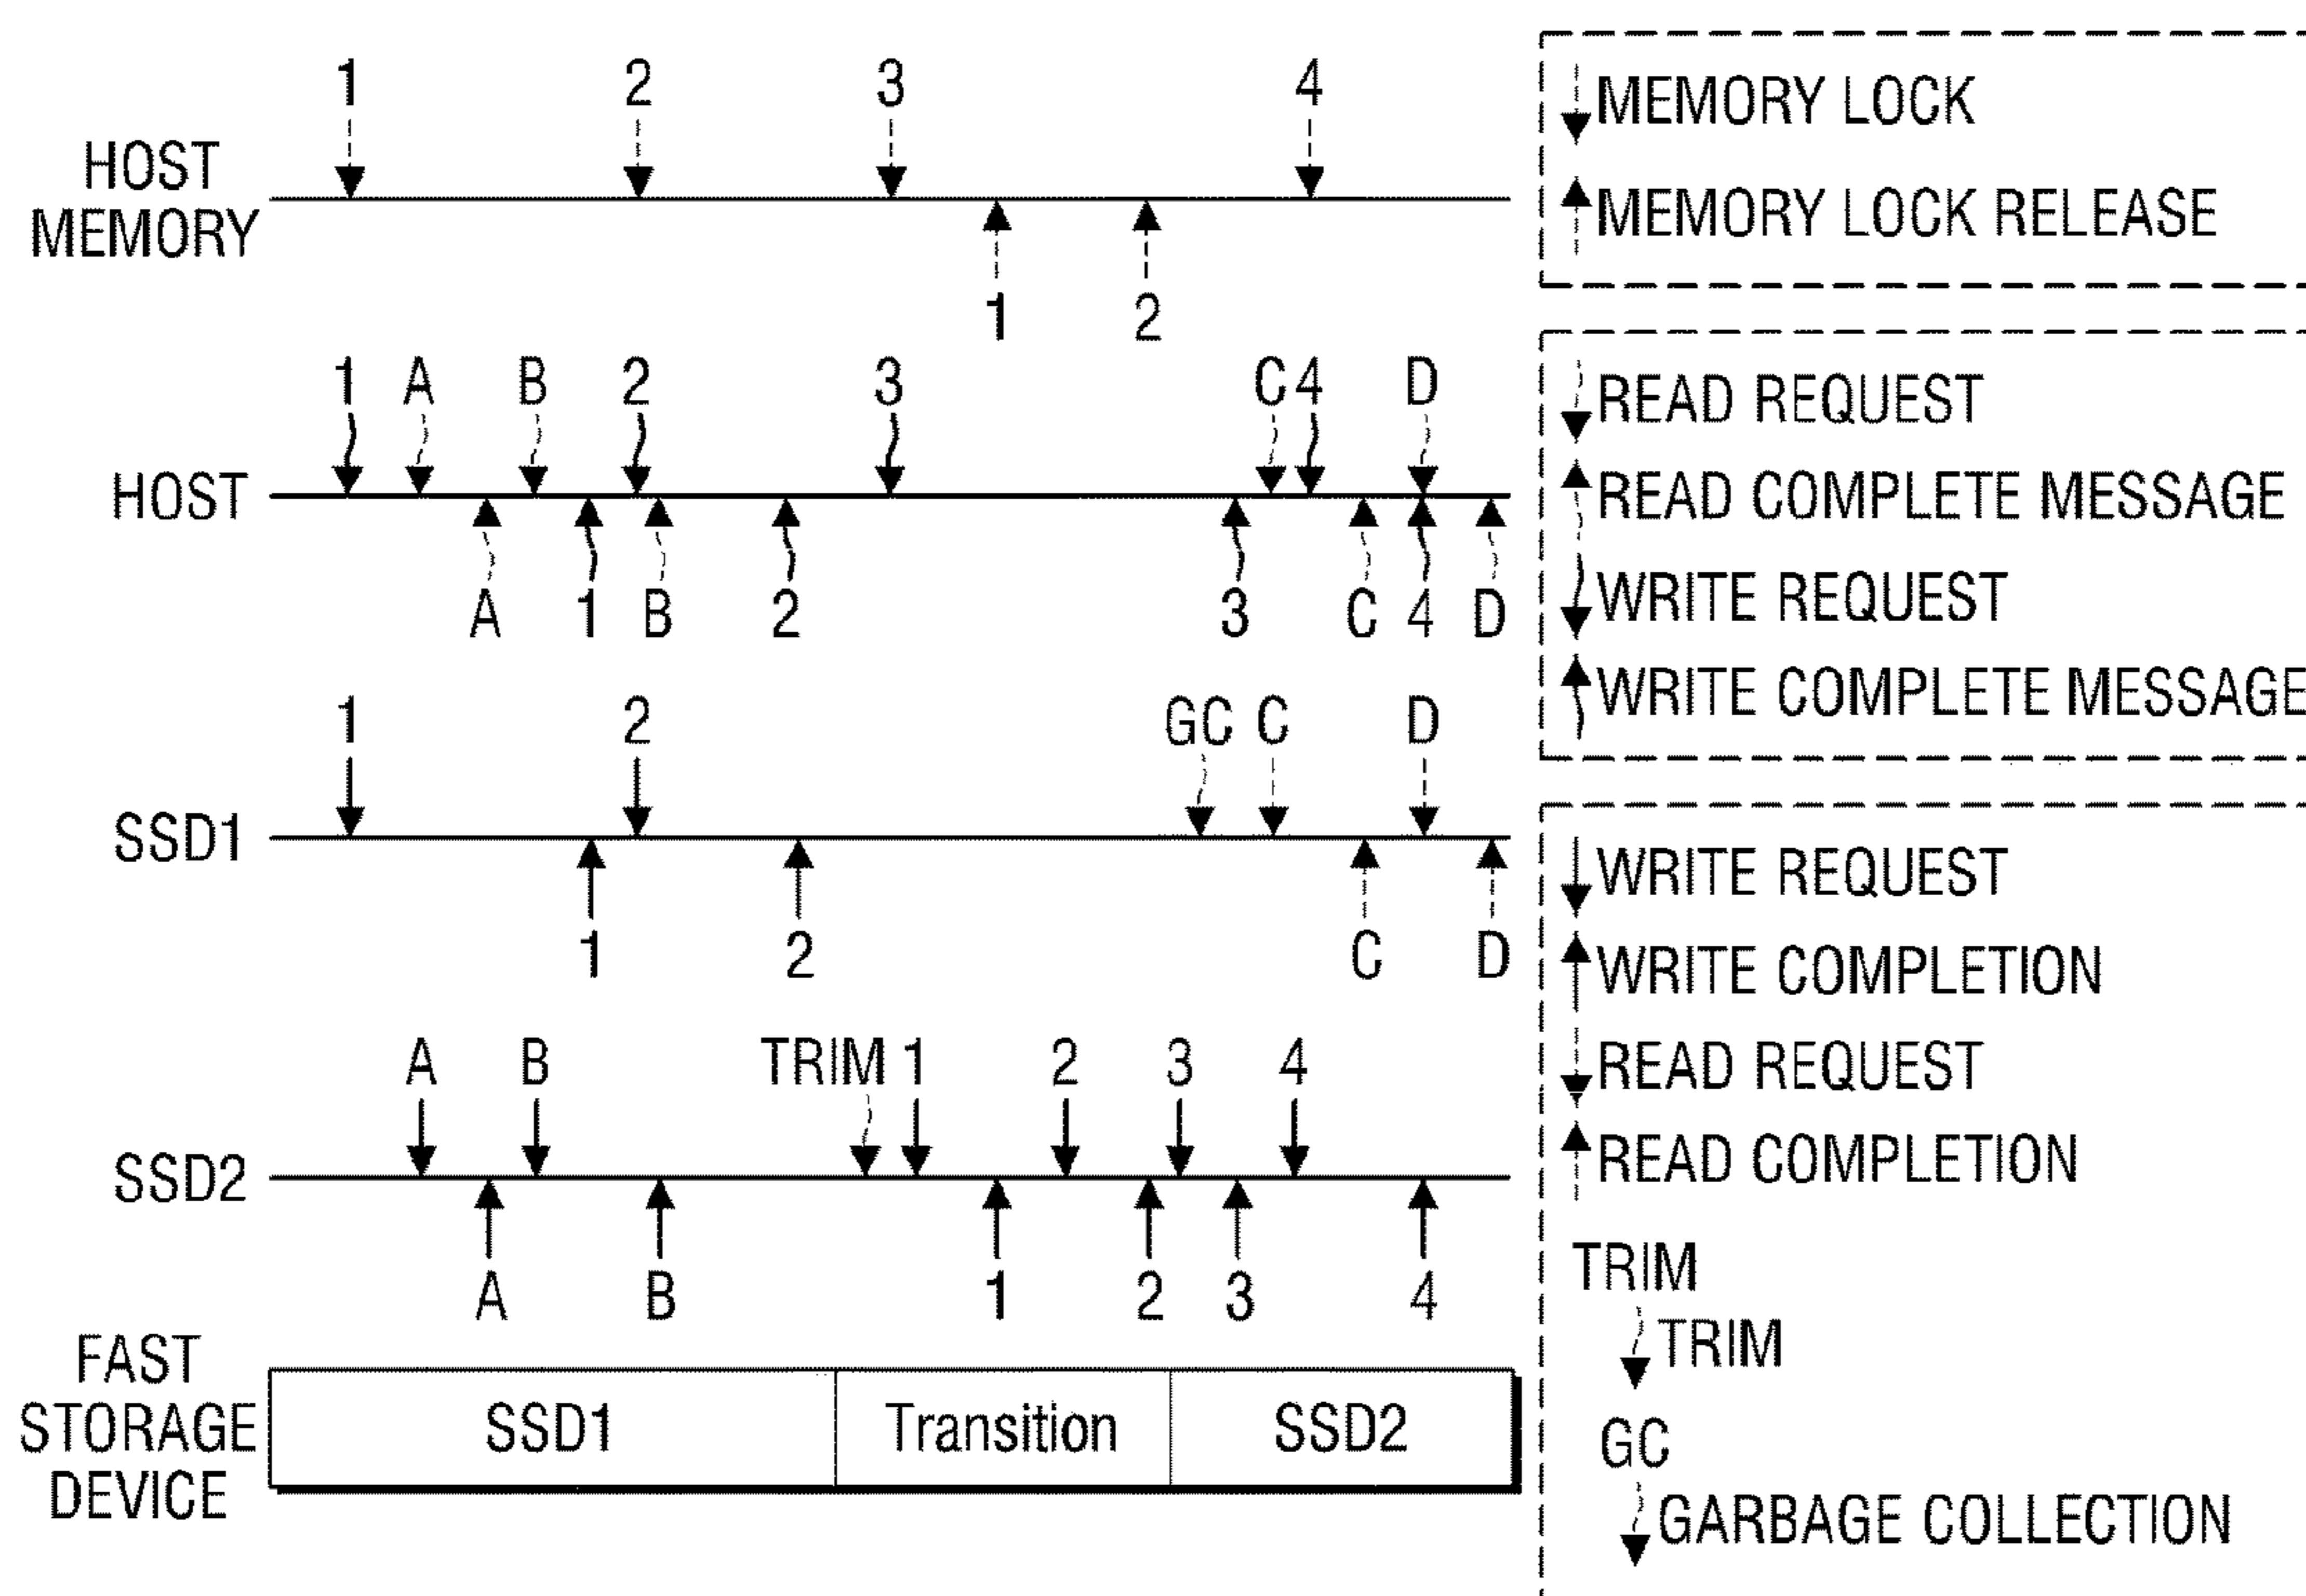 1 2 3 4
HOST
MEMORY
1 2
1 A B 2 3 C 4 D
HOST
A 1 B 2 3 C 4 D
1 2 GC C D
SSD1
1 2 C D
A B TRIM 1 2 3 4
SSD2
A B 1 2 3 4
FAST
STORAGE
DEVICE
SSD1 Transition SSD2
MEMORY LOCK
MEMORY LOCK RELEASE
READ REQUEST
READ COMPLETE MESSAGE
WRITE REQUEST
WRITE COMPLETE MESSAGE
WRITE REQUEST
WRITE COMPLETION
READ REQUEST
READ COMPLETION
TRIM
TRIM
GC
GARBAGE COLLECTION